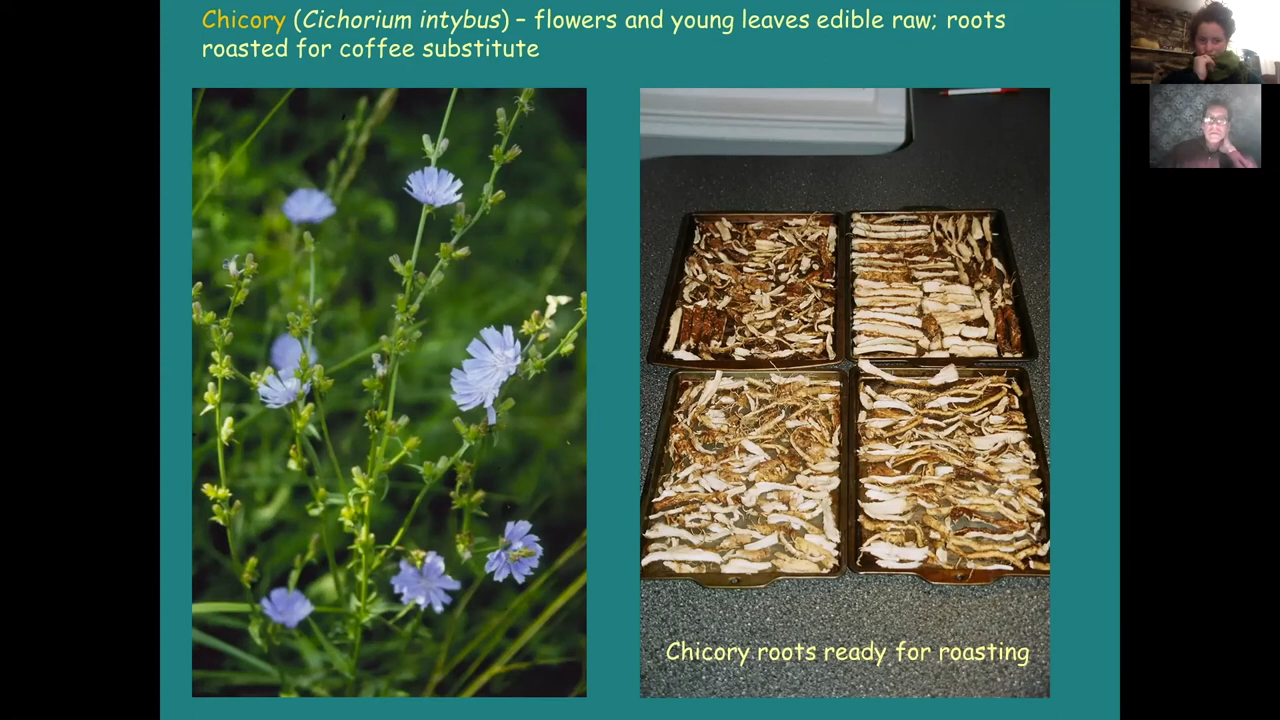 Chicory (Cichorium intybus) – flowers and young leaves edible raw; roots
roasted for coffee substitute
Chicory roots ready for roasting